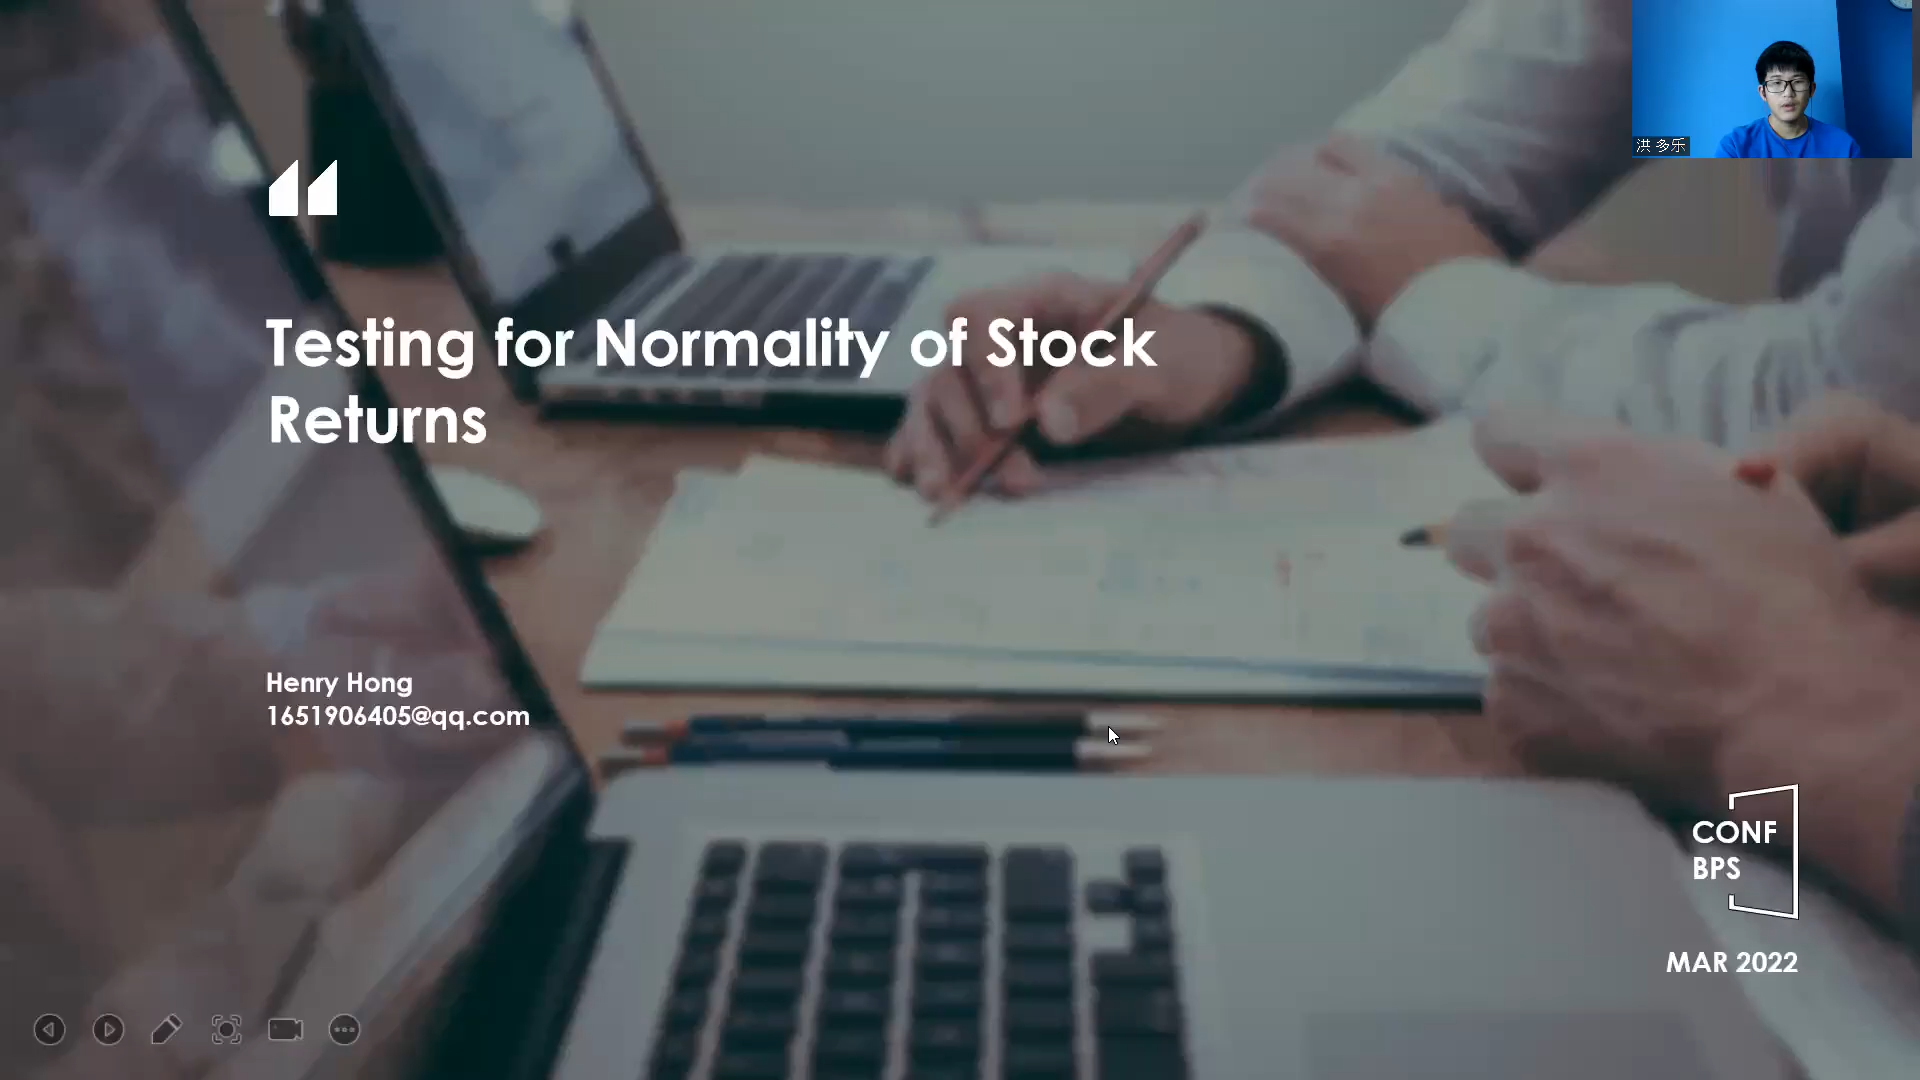 洪 多乐
Testing for Normality of Stock
Returns
Henry Hong
1651906405@qq.com
CONF
BPS
MAR 2022